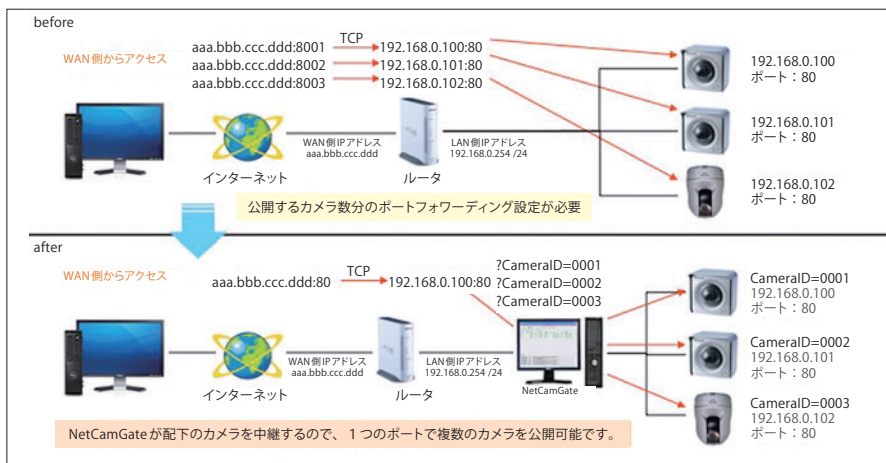 before
WAN側からアクセス
aaa.bbb.ccc.ddd:8001 TCP 192.168.0.100:80
aaa.bbb.ccc.ddd:8002 192.168.0.101:80
aaa.bbb.ccc.ddd:8003 192.168.0.102:80
192.168.0.100
ポート：80
192.168.0.101
ポート：80
192.168.0.102
ポート：80
WAN側IPアドレス
aaa.bbb.ccc.ddd
LAN側IPアドレス
192.168.0.254 /24
インターネット
ルータ
公開するカメラ数分のポートフォワーディング設定が必要
after
WAN側からアクセス
aaa.bbb.ccc.ddd:80 TCP 192.168.0.100:80
?CameraID=0001
?CameraID=0002
?CameraID=0003
CameraID=0001
192.168.0.100
ポート：80
CameraID=0002
192.168.0.101
ポート：80
CameraID=0003
192.168.0.102
ポート：80
WAN側IPアドレス
aaa.bbb.ccc.ddd
LAN側IPアドレス
192.168.0.254 /24
インターネット
ルータ
NetCamGate
NetCamGateが配下のカメラを中継するので、1つのポートで複数のカメラを公開可能です。